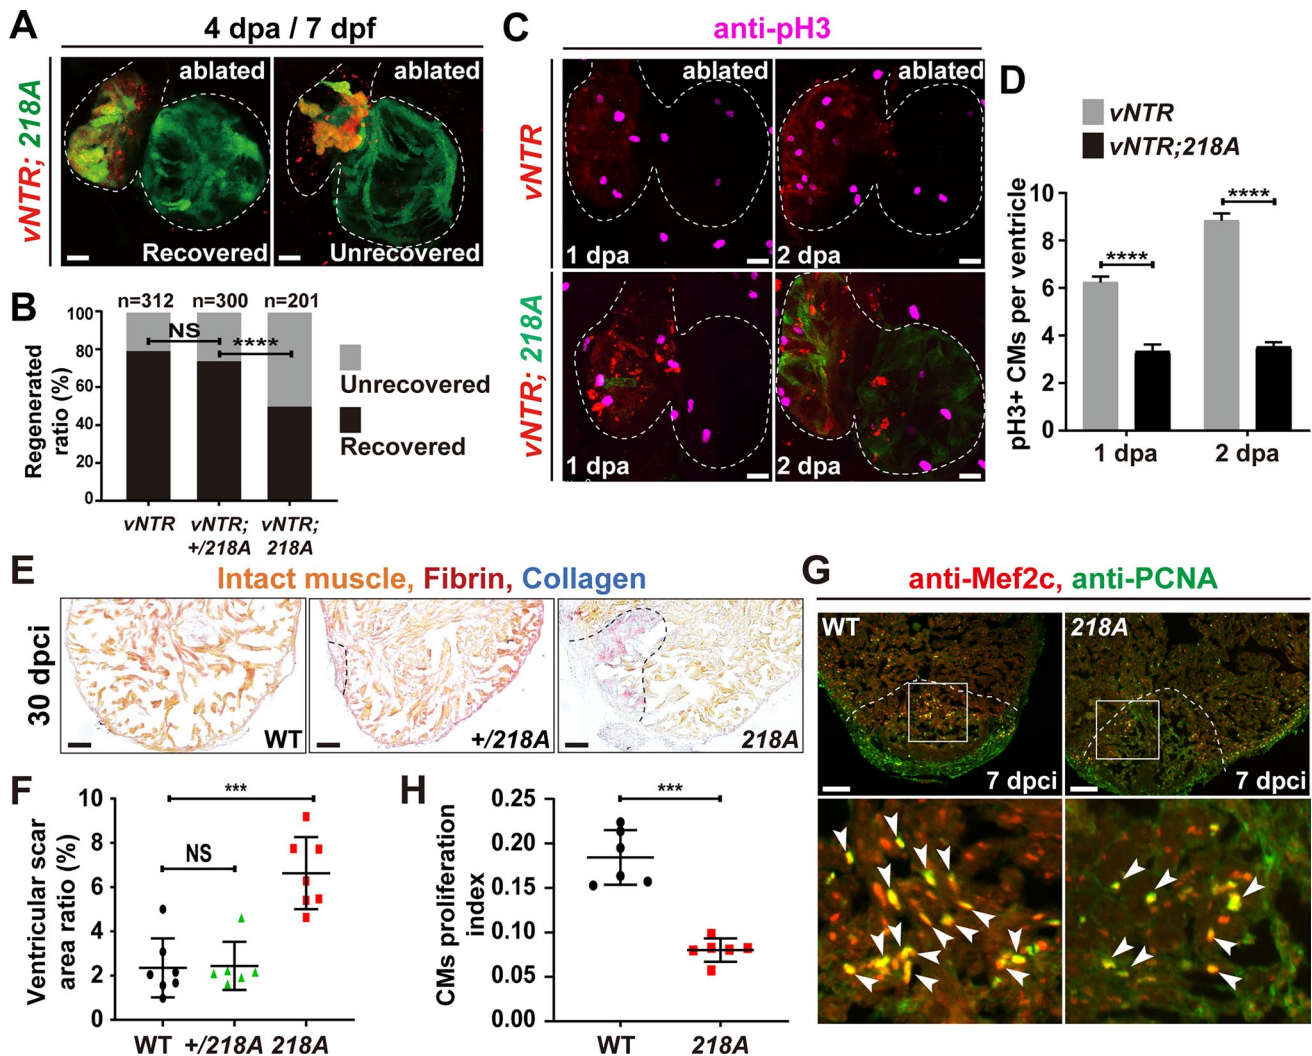 A
4 dpa / 7 dpf
vNTR; 218A
ablated
Recovered
ablated
Unrecovered
B
n=312 n=300 n=201
NS
****
Regenerated
ratio (%)
100
80
60
40
20
0
vNTR
vNTR;
+/218A
vNTR;
218A
Unrecovered
Recovered
C
anti-pH3
vNTR
ablated
1 dpa
ablated
2 dpa
vNTR; 218A
1 dpa
2 dpa
D
vNTR
vNTR;218A
pH3+ CMs per ventricle
10
8
6
4
2
0
****
****
1 dpa
2 dpa
E
Intact muscle, Fibrin, Collagen
30 dpci
WT
+/218A
218A
F
Ventricular scar
area ratio (%)
10
8
6
4
2
0
***
NS
WT +/218A 218A
H
CMs proliferation
index
0.25
0.20
0.15
0.10
0.05
0.00
***
WT
218A
G
anti-Mef2c, anti-PCNA
WT
7 dpci
218A
7 dpci